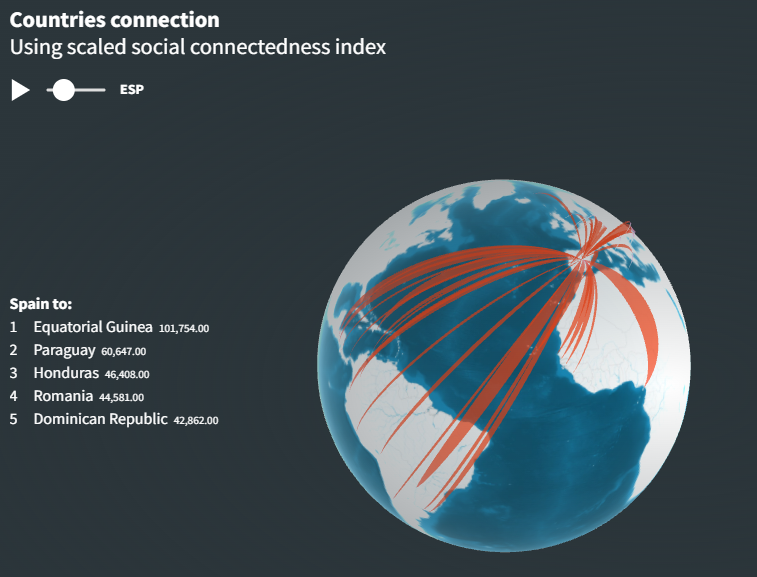 Countries connection
Using scaled social connectedness index
ESP
Spain to:
1 Equatorial Guinea 101,754.00
2 Paraguay 60,647.00
3 Honduras 46,408.00
4 Romania 44,581.00
5 Dominican Republic 42,862.00